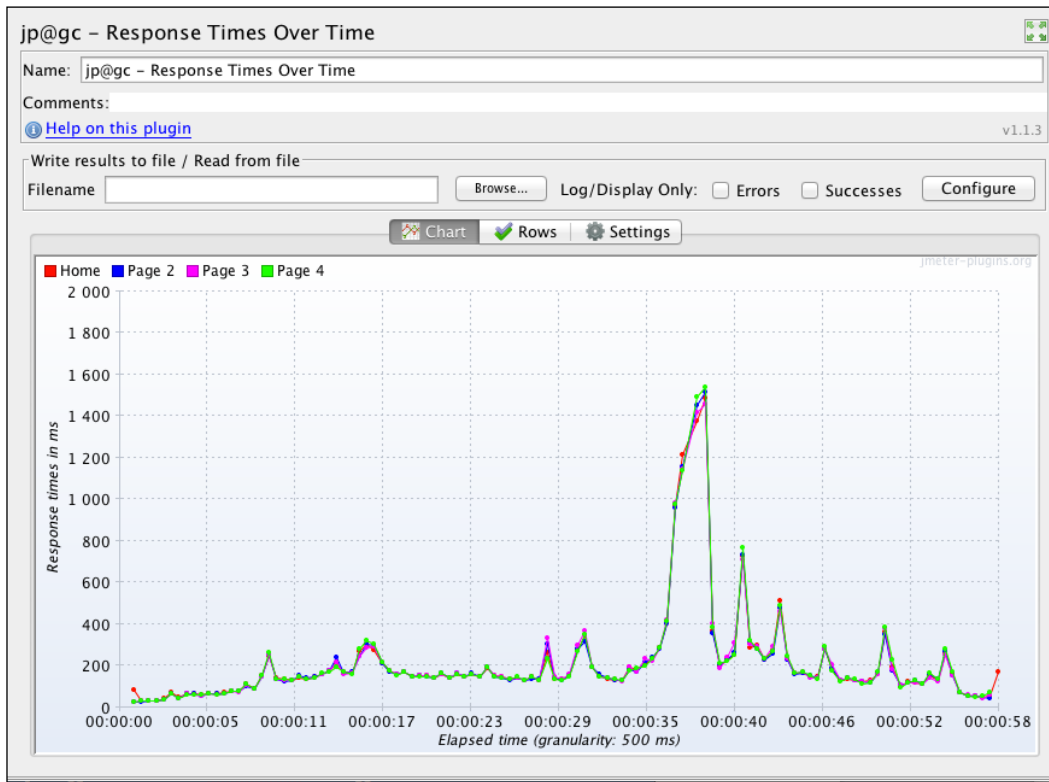 jp@gc – Response Times Over Time
Name: jp@gc – Response Times Over Time
Comments:
Help on this plugin v1.1.3
Write results to file / Read from file
Filename Browse... Log/Display Only: Errors Successes Configure
Chart Rows Settings
jmeter-plugins.org
Home Page 2 Page 3 Page 4
2 000
1 800
1 600
1 400
1 200
1 000
800
600
400
200
0
Response times in ms
00:00:00 00:00:05 00:00:11 00:00:17 00:00:23 00:00:29 00:00:35 00:00:40 00:00:46 00:00:52 00:00:58
Elapsed time (granularity: 500 ms)